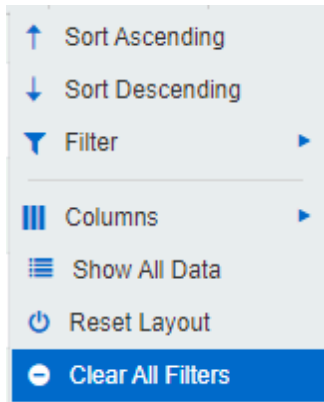 Sort Ascending
Sort Descending
Filter
Columns
Show All Data
Reset Layout
Clear All Filters